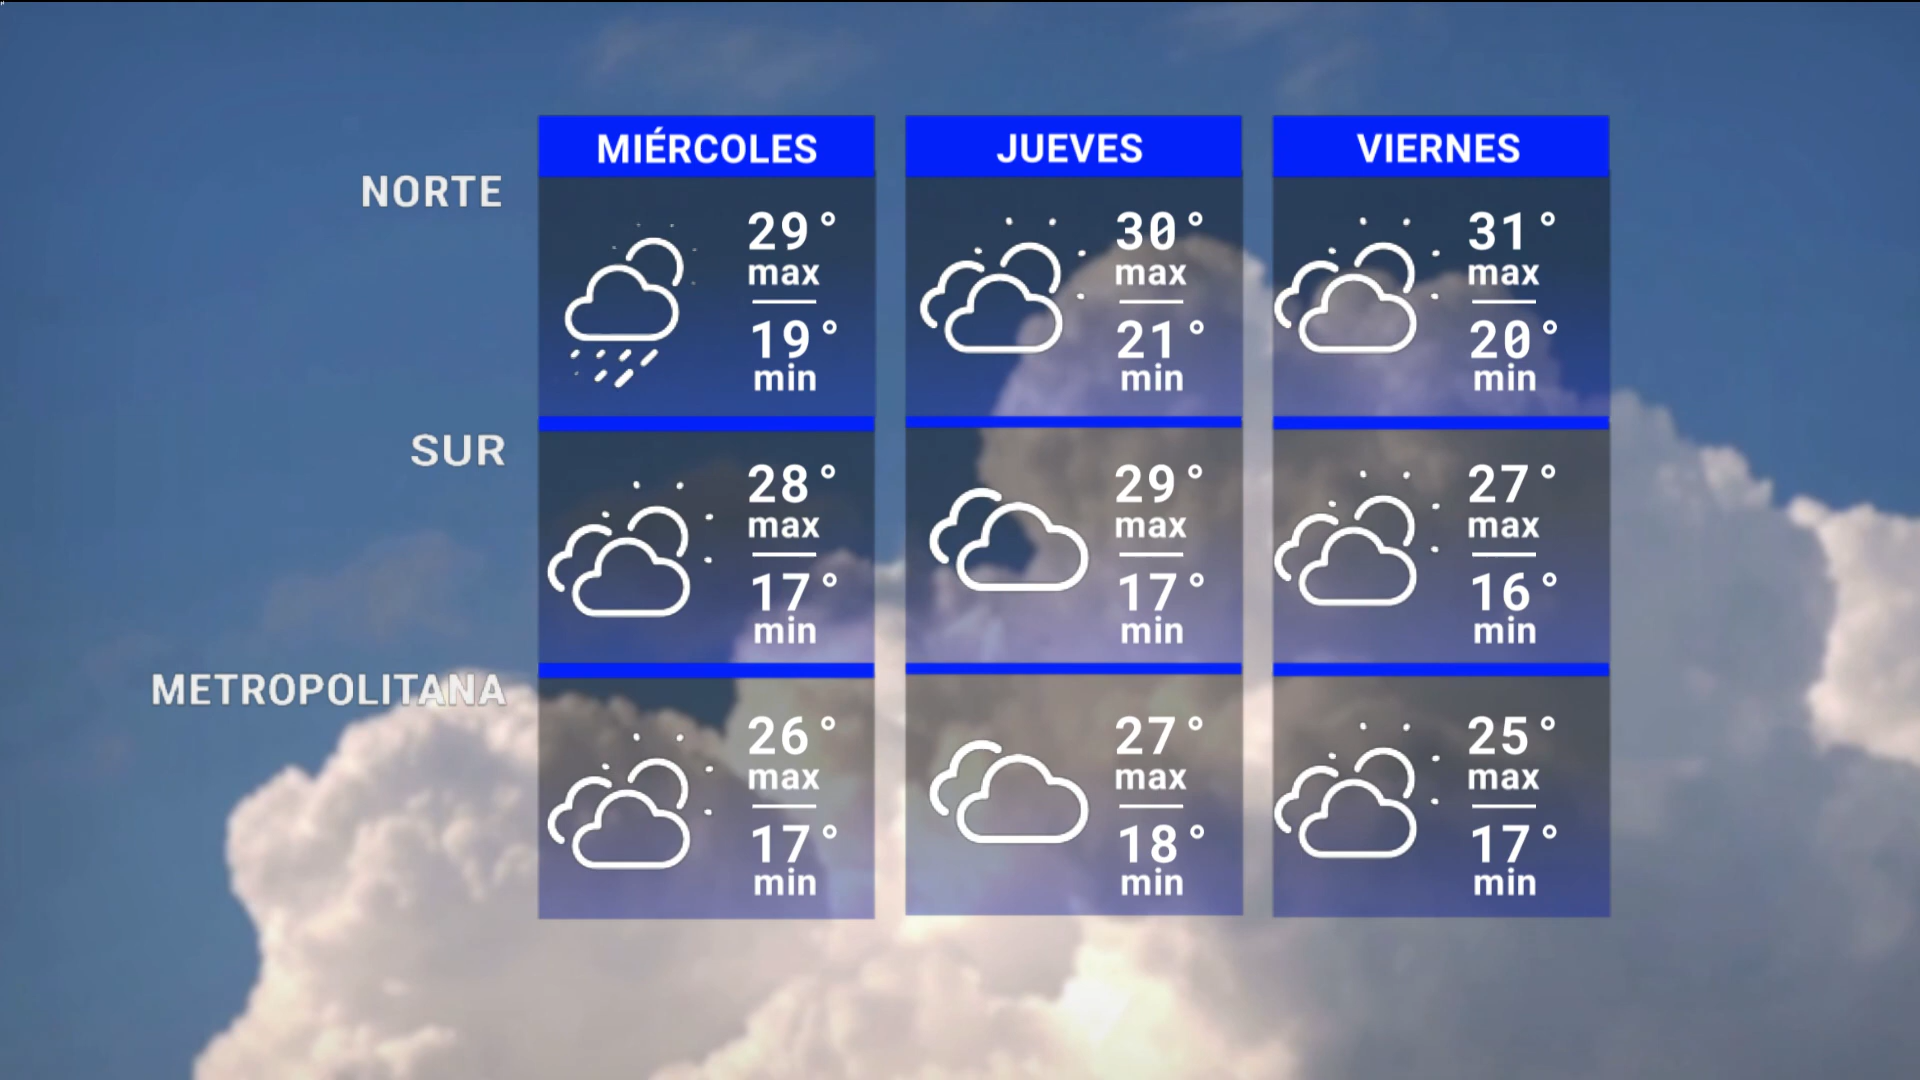 MIÉRCOLES
JUEVES
VIERNES
NORTE
29°
max
19°
min
30°
max
21°
min
31°
max
20°
min
SUR
28°
max
17°
min
29°
max
17°
min
27°
max
16°
min
METROPOLITANA
26°
max
17°
min
27°
max
18°
min
25°
max
17°
min